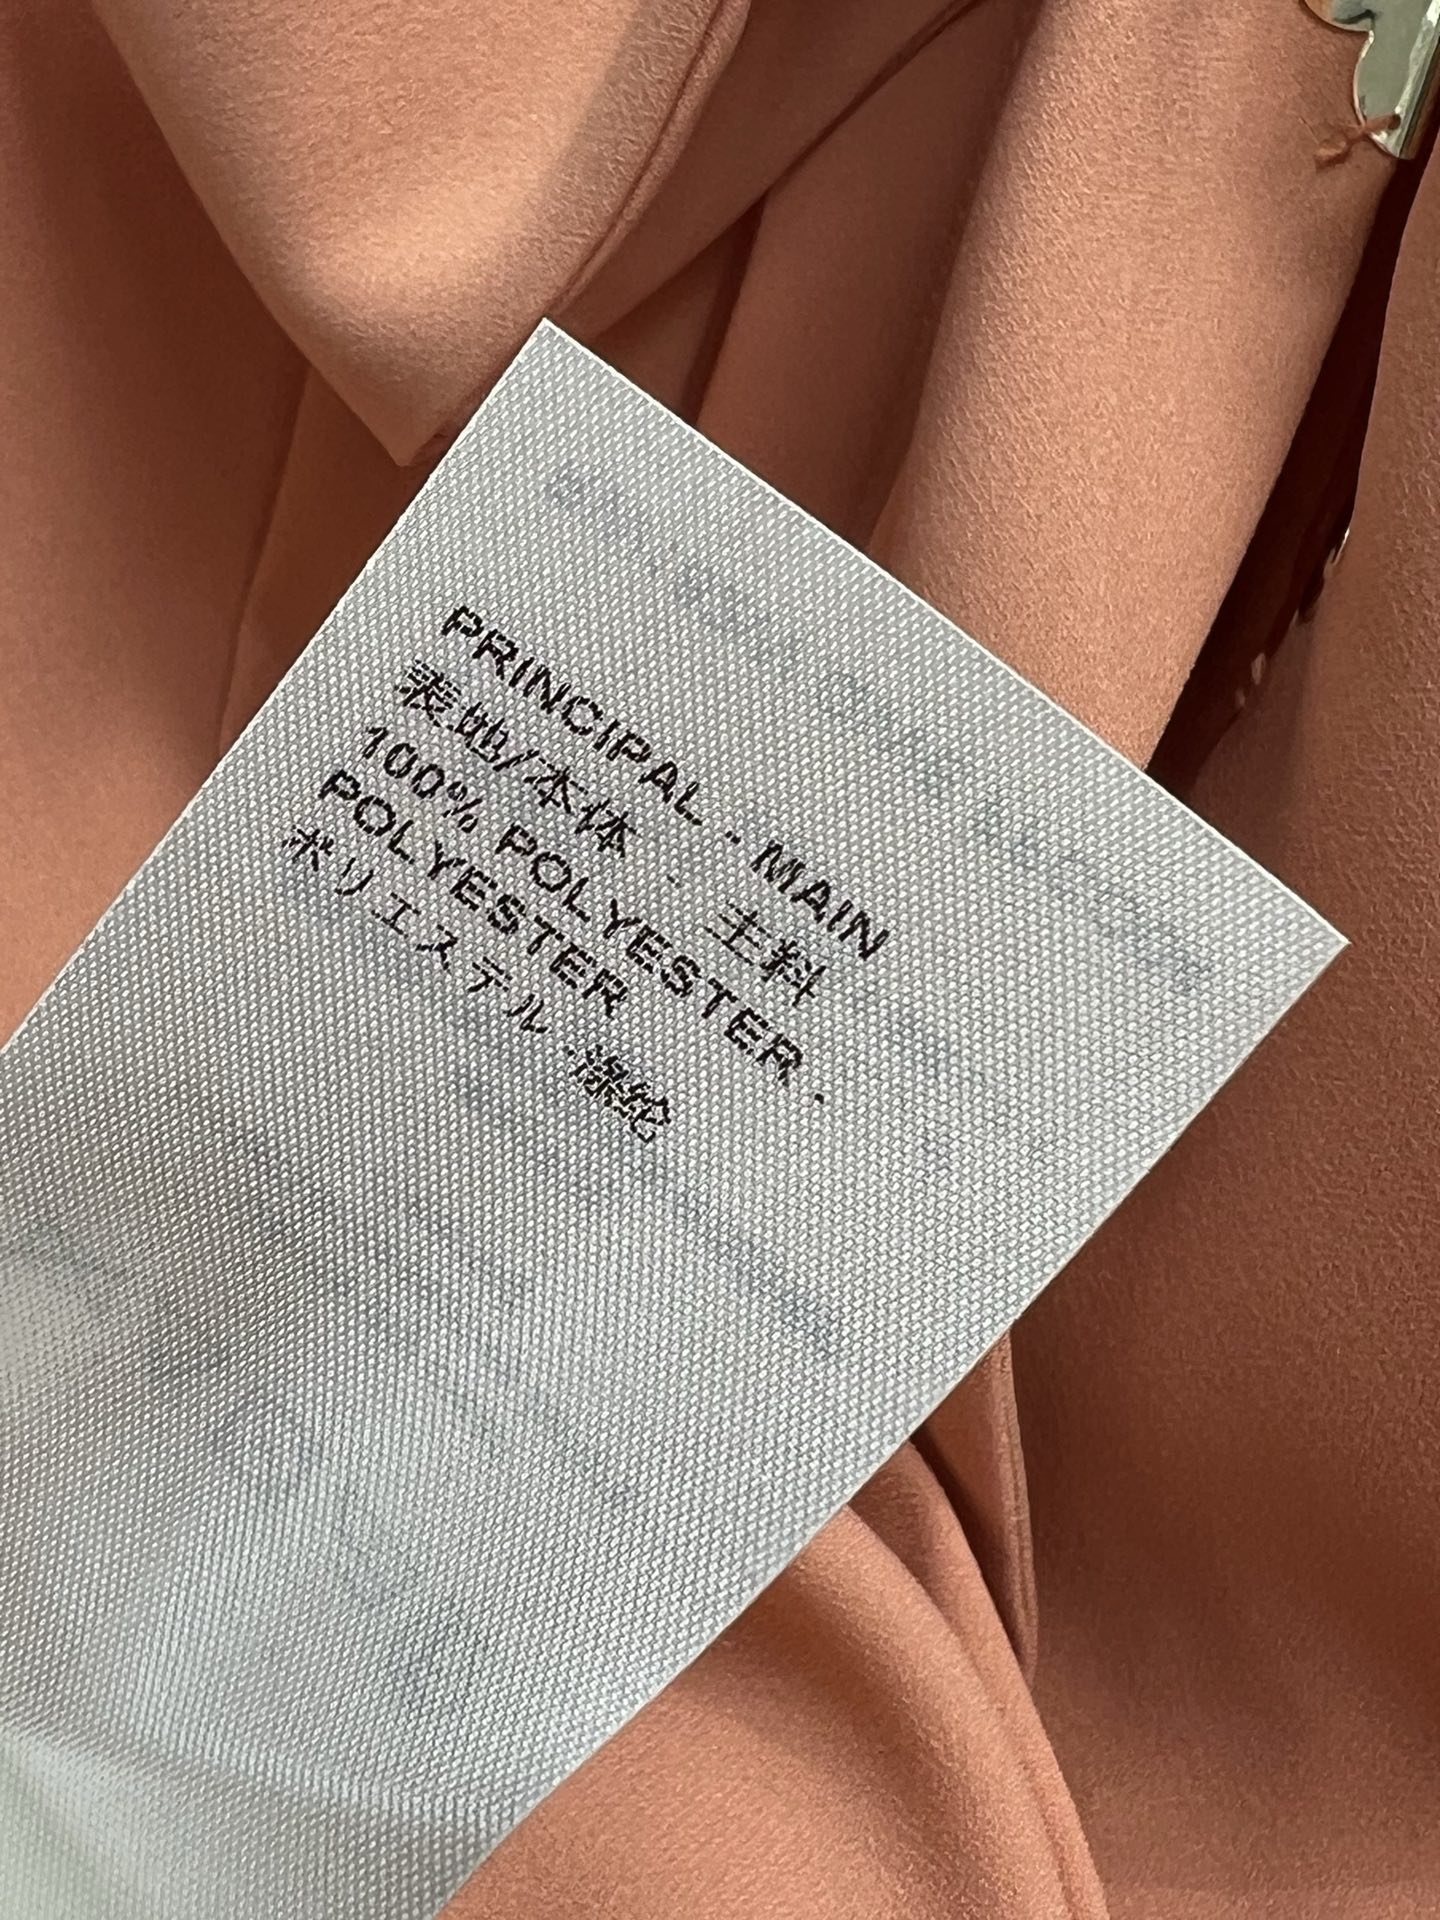 PRINCIPAL - MAIN
表地/本体 - 主料
100% POLYESTER -
POLYESTER
ポリエステル - 涤纶